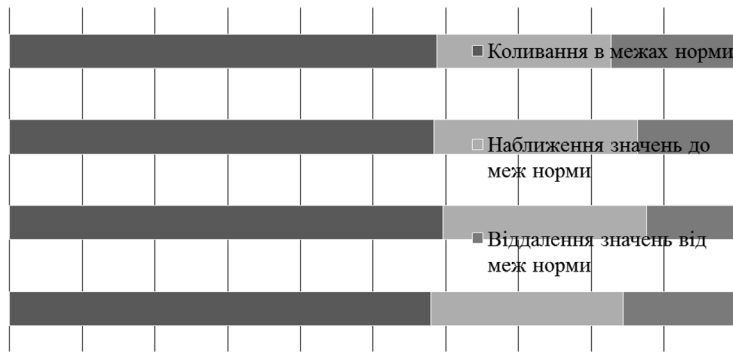 Коливання в межах норми
Наближення значень до
меж норми
Віддалення значень від
меж норми